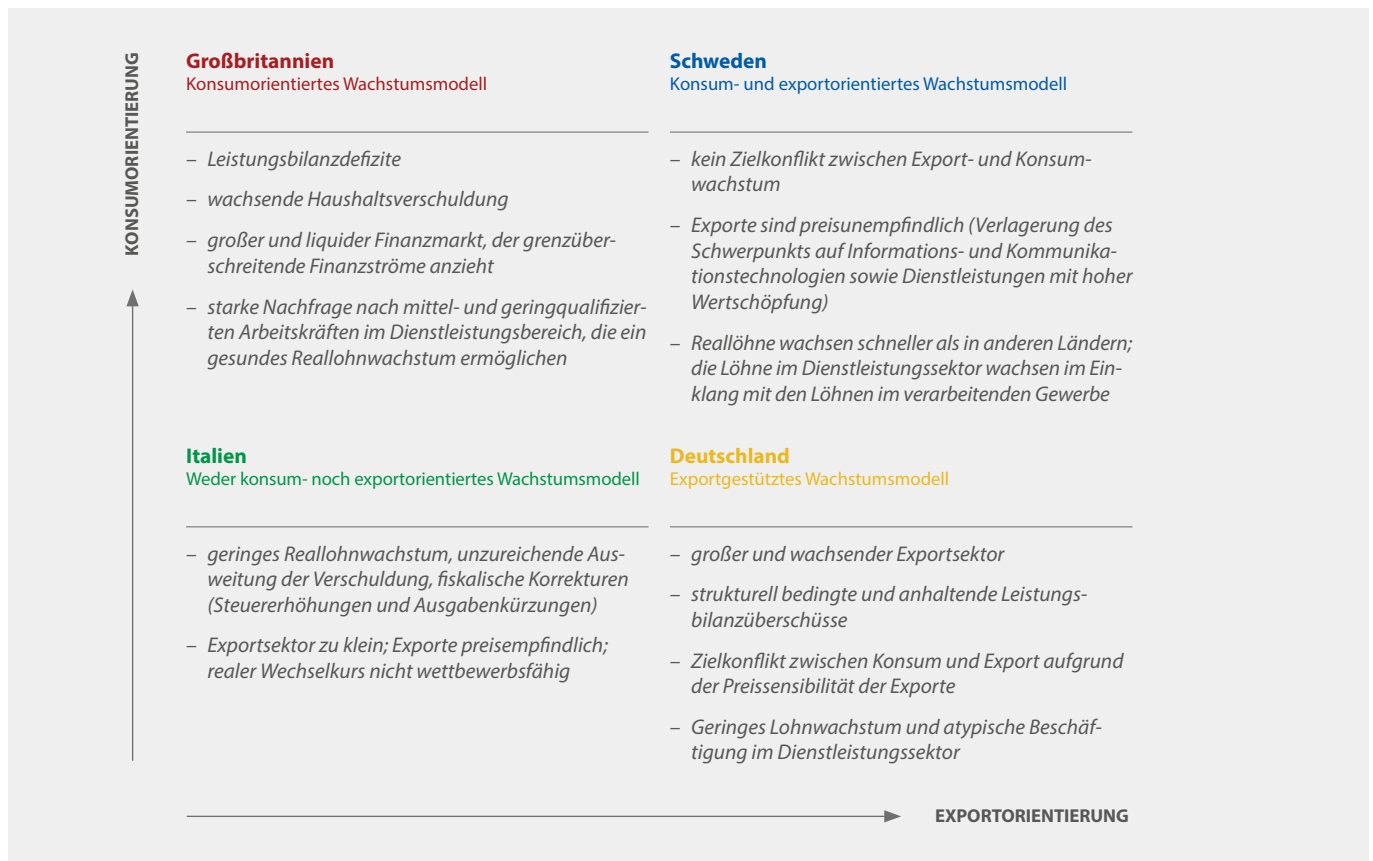 KONSUMORIENTIERUNG
Großbritannien
Konsumorientiertes Wachstumsmodell
– Leistungsbilanzdefizite
– wachsende Haushaltsverschuldung
– großer und liquider Finanzmarkt, der grenzüber-
schreitende Finanzströme anzieht
– starke Nachfrage nach mittel- und geringqualifizier-
ten Arbeitskräften im Dienstleistungsbereich, die ein
gesundes Reallohnwachstum ermöglichen
Schweden
Konsum- und exportorientiertes Wachstumsmodell
– kein Zielkonflikt zwischen Export- und Konsum-
wachstum
– Exporte sind preisunempfindlich (Verlagerung des
Schwerpunkts auf Informations- und Kommunika-
tionstechnologien sowie Dienstleistungen mit hoher
Wertschöpfung)
– Reallöhne wachsen schneller als in anderen Ländern;
die Löhne im Dienstleistungssektor wachsen im Ein-
klang mit den Löhnen im verarbeitenden Gewerbe
Italien
Weder konsum- noch exportorientiertes Wachstumsmodell
– geringes Reallohnwachstum, unzureichende Aus-
weitung der Verschuldung, fiskalische Korrekturen
(Steuererhöhungen und Ausgabenkürzungen)
– Exportsektor zu klein; Exporte preisempfindlich;
realer Wechselkurs nicht wettbewerbsfähig
Deutschland
Exportgestütztes Wachstumsmodell
– großer und wachsender Exportsektor
– strukturell bedingte und anhaltende Leistungs-
bilanzüberschüsse
– Zielkonflikt zwischen Konsum und Export aufgrund
der Preissensibilität der Exporte
– Geringes Lohnwachstum und atypische Beschäf-
tigung im Dienstleistungssektor
EXPORTORIENTIERUNG